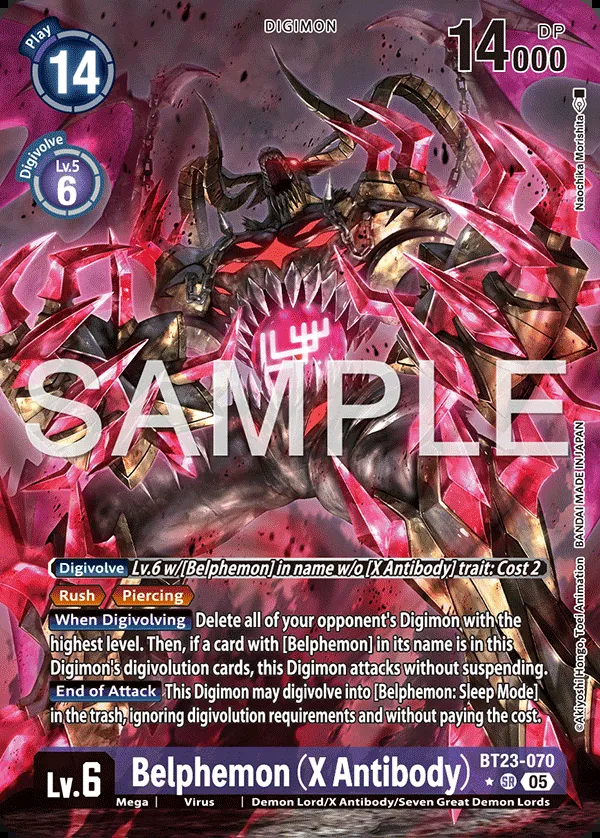 DIGIMON
Play
14
DP
14000
Digivolve
Lv.5
6
Naochika Morishita
SAMPLE
©Akiyoshi Hongo, Toei Animation BANDAI MADE IN JAPAN
Digivolve Lv.6 w/[Belphemon] in name w/o [X Antibody] trait: Cost 2
Rush Piercing
When Digivolving Delete all of your opponent's Digimon with the
highest level. Then, if a card with [Belphemon] in its name is in this
Digimon's digivolution cards, this Digimon attacks without suspending.
End of Attack This Digimon may digivolve into [Belphemon: Sleep Mode]
in the trash, ignoring digivolution requirements and without paying the cost.
BT23-070
Lv.6 Belphemon (X Antibody) ★ SR 05
Mega | Virus | Demon Lord/X Antibody/Seven Great Demon Lords